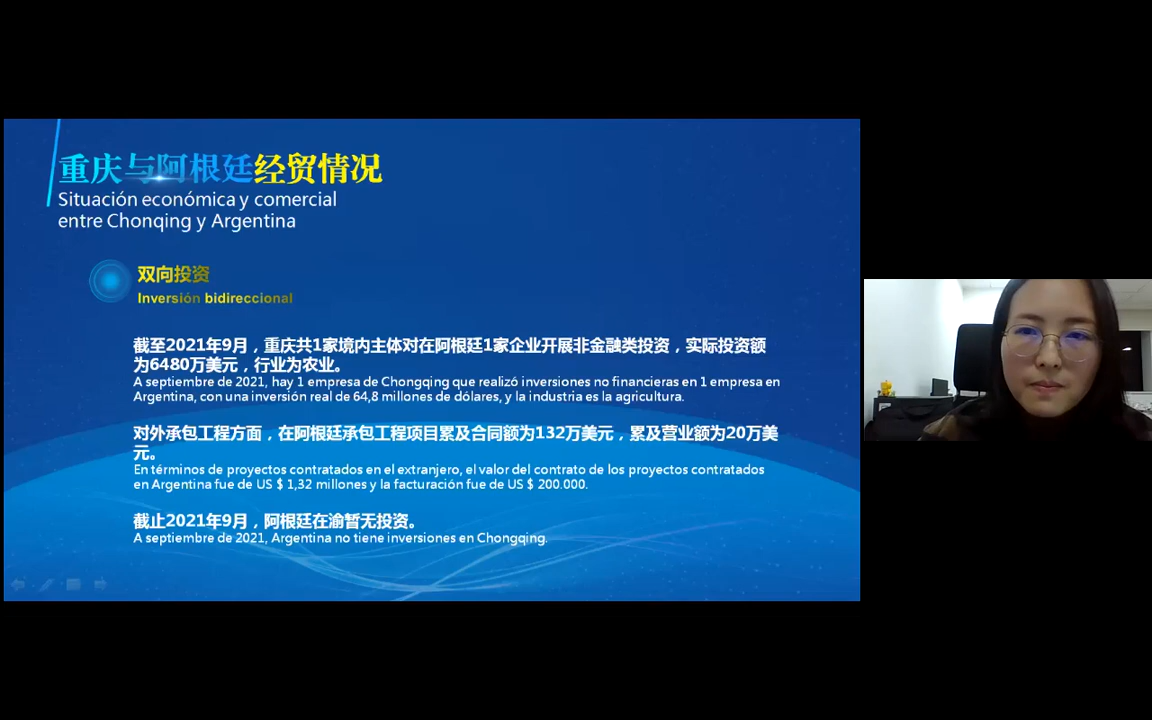 重庆与阿根廷经贸情况
Situación económica y comercial
entre Chonqing y Argentina
双向投资
Inversión bidireccional
截至2021年9月，重庆共1家境内主体对在阿根廷1家企业开展非金融类投资，实际投资额
为6480万美元，行业为农业。
A septiembre de 2021, hay 1 empresa de Chongqing que realizó inversiones no financieras en 1 empresa en
Argentina, con una inversión real de 64,8 millones de dólares, y la industria es la agricultura.
对外承包工程方面，在阿根廷承包工程项目累及合同额为132万美元，累及营业额为20万美
元。
En términos de proyectos contratados en el extranjero, el valor del contrato de los proyectos contratados
en Argentina fue de US $ 1,32 millones y la facturación fue de US $ 200.000.
截止2021年9月，阿根廷在渝暂无投资。
A septiembre de 2021, Argentina no tiene inversiones en Chongqing.